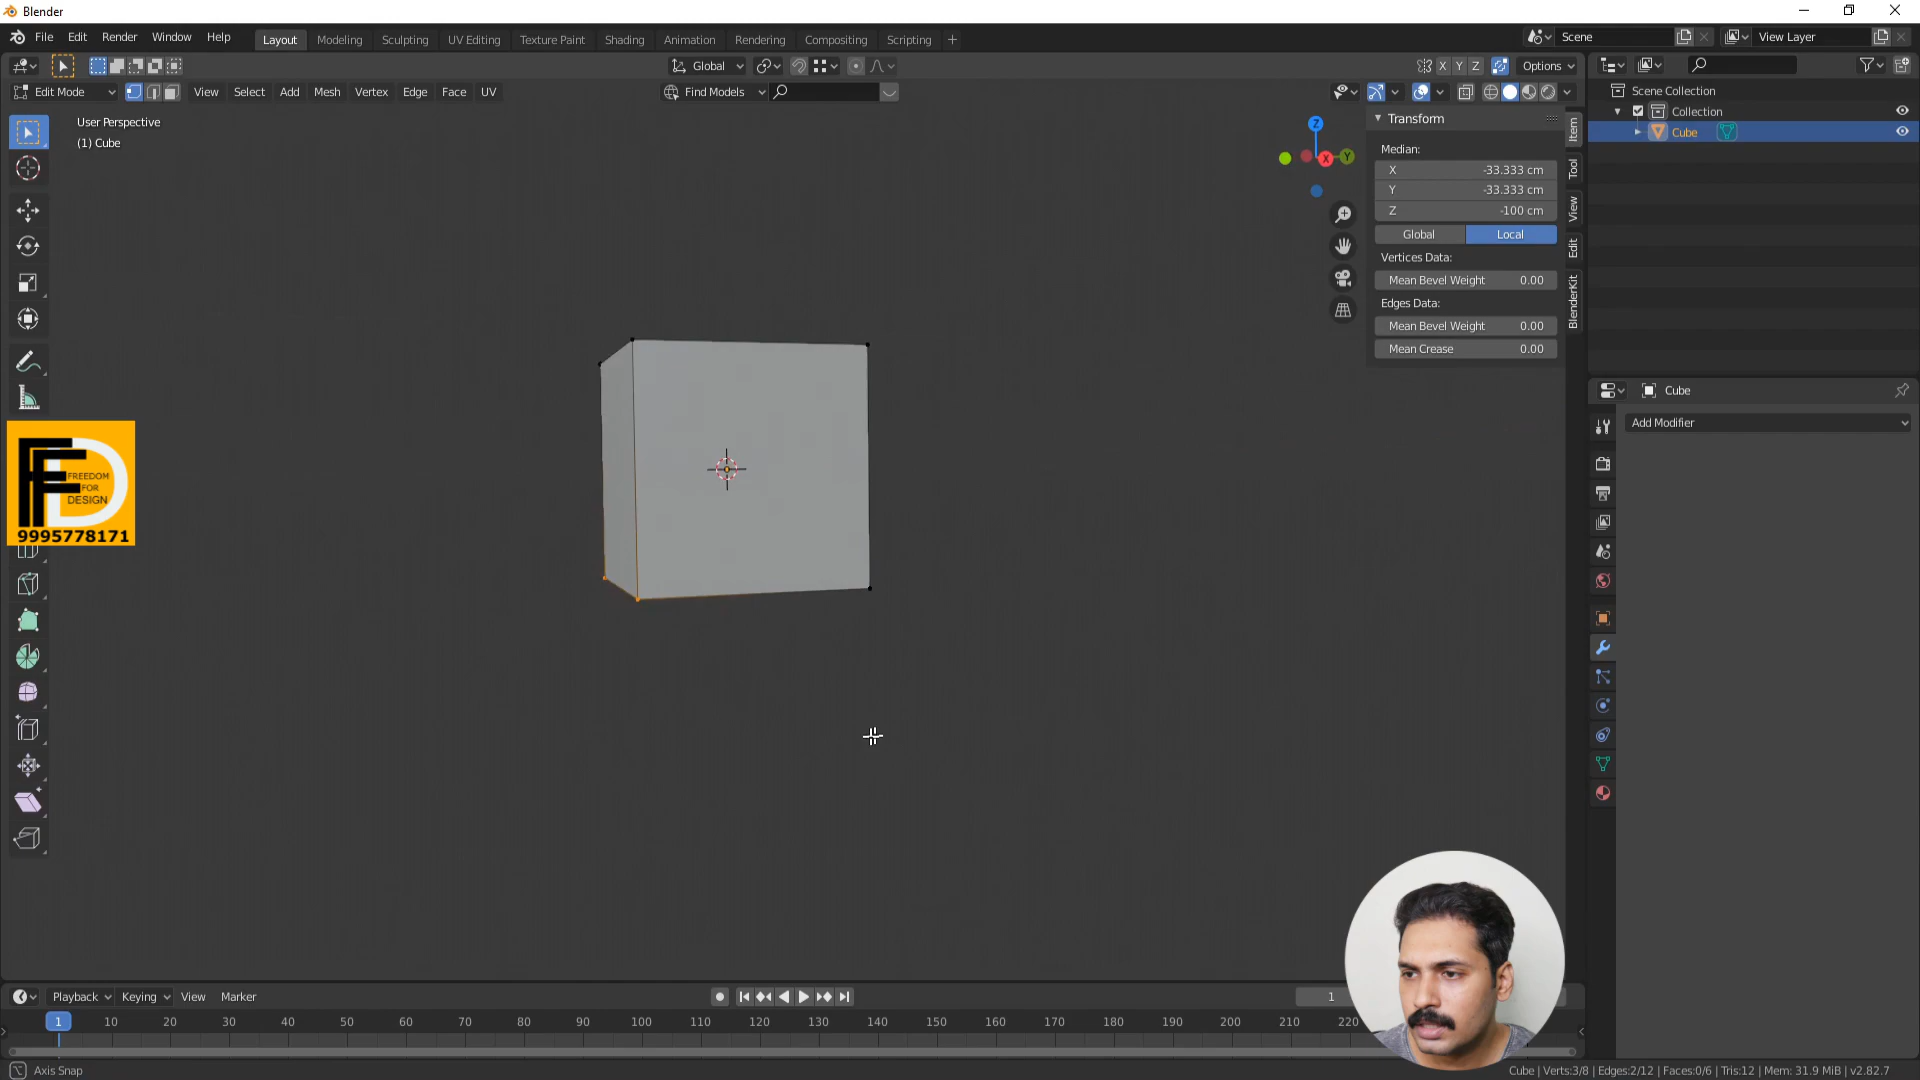 Blender
File Edit Render Window Help
Layout Modeling Sculpting UV Editing Texture Paint Shading Animation Rendering Compositing Scripting
Scene
View Layer
Global
X Y Z
Options
Edit Mode
View Select Add Mesh Vertex Edge Face UV
Find Models
User Perspective
(1) Cube
Z
X
Y
Transform
Median:
X -33.333 cm
Y -33.333 cm
Z -100 cm
Global Local
Vertices Data:
Mean Bevel Weight 0.00
Edges Data:
Mean Bevel Weight 0.00
Mean Crease 0.00
Item
Tool
View
Edit
BlenderKit
Scene Collection
Collection
Cube
Cube
Add Modifier
FFD
FREEDOM
FOR
DESIGN
9995778171
Playback Keying View Marker
1
1 10 20 30 40 50 60 70 80 90 100 110 120 130 140 150 160 170 180 190 200 210 220
Axis Snap
Cube | Verts:3/8 | Edges:2/12 | Faces:0/6 | Tris:12 | Mem: 31.9 MiB | v2.82.7